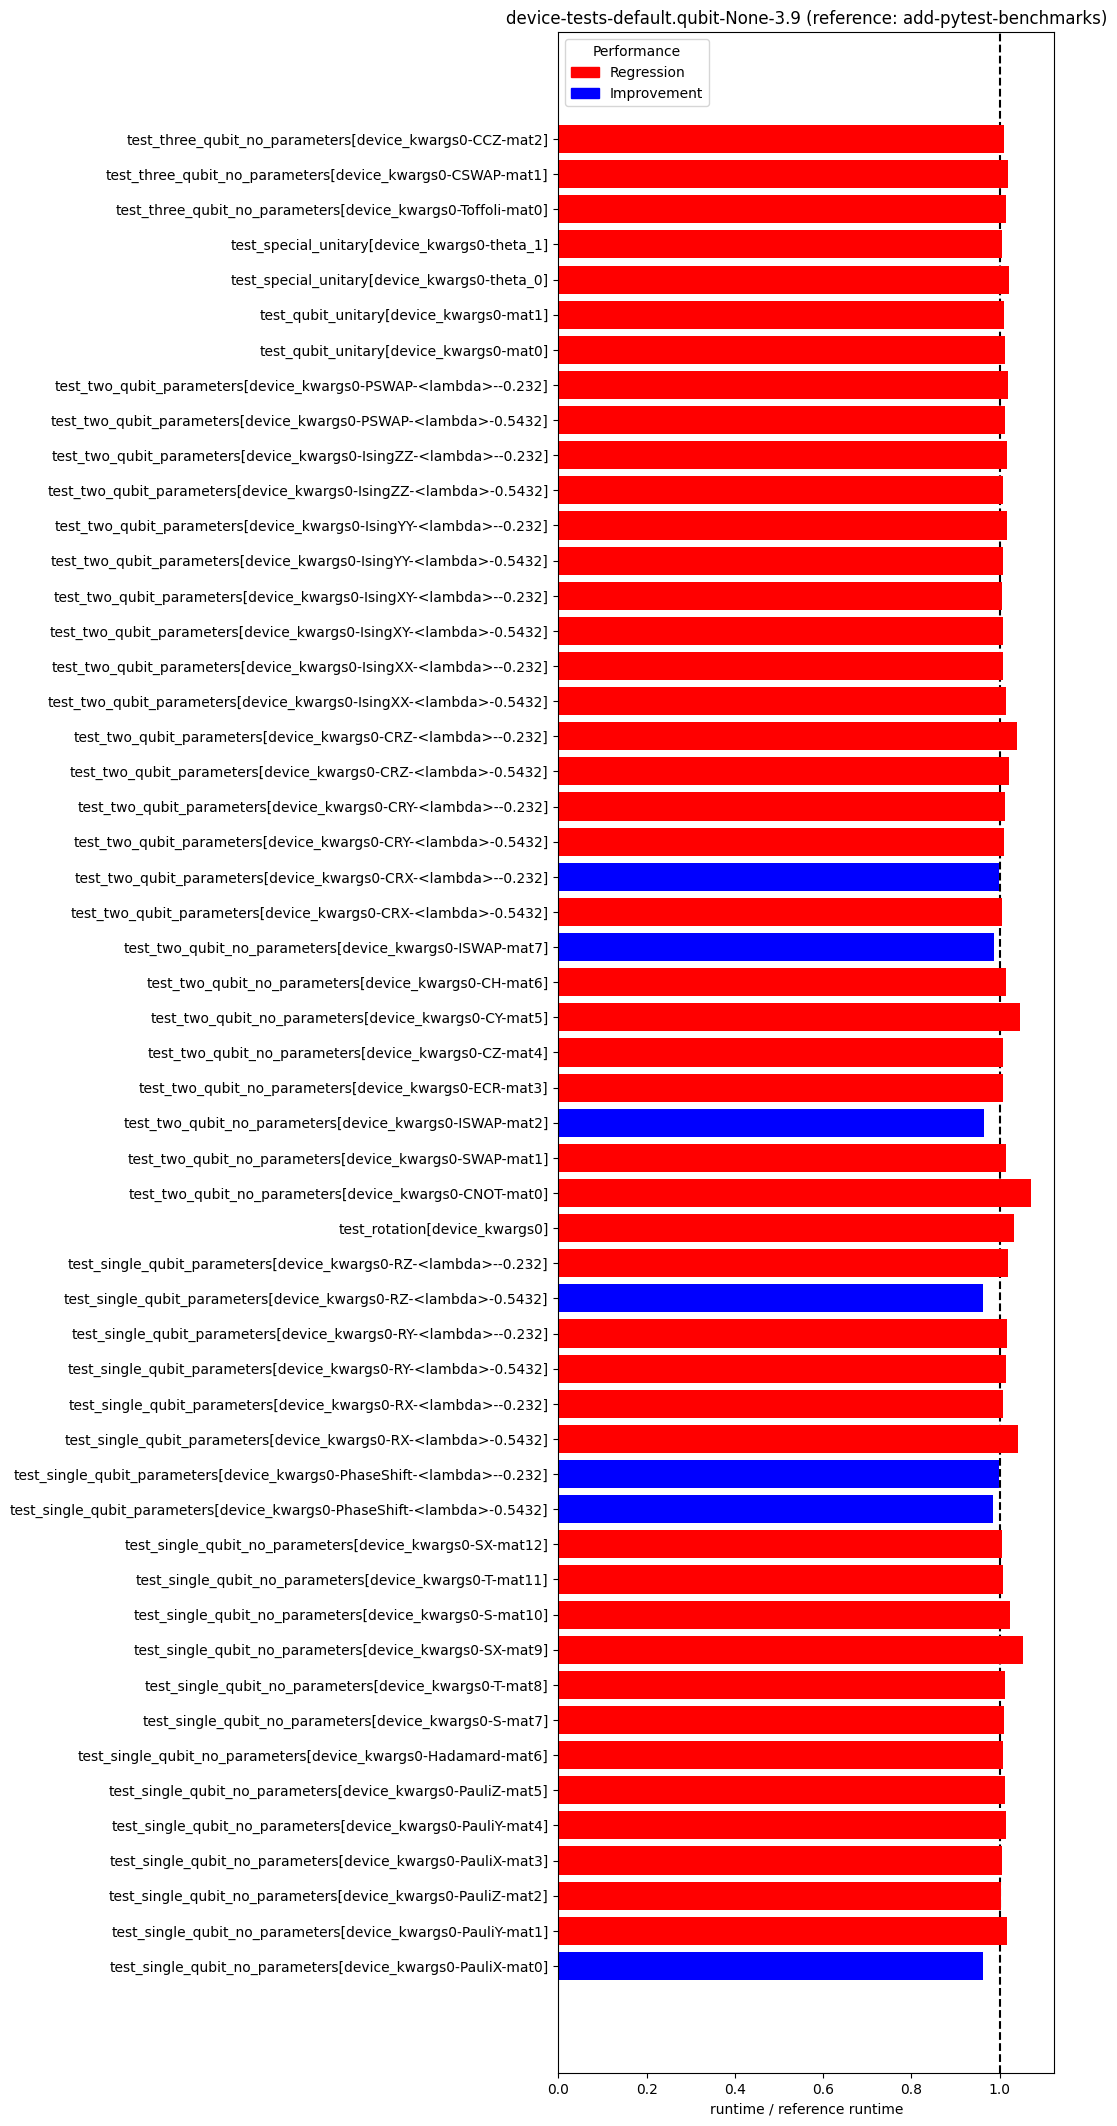 device-tests-default.qubit-None-3.9 (reference: add-pytest-benchmarks)
Performance
Regression
Improvement
test_three_qubit_no_parameters[device_kwargs0-CCZ-mat2]
test_three_qubit_no_parameters[device_kwargs0-CSWAP-mat1]
test_three_qubit_no_parameters[device_kwargs0-Toffoli-mat0]
test_special_unitary[device_kwargs0-theta_1]
test_special_unitary[device_kwargs0-theta_0]
test_qubit_unitary[device_kwargs0-mat1]
test_qubit_unitary[device_kwargs0-mat0]
test_two_qubit_parameters[device_kwargs0-PSWAP-<lambda>--0.232]
test_two_qubit_parameters[device_kwargs0-PSWAP-<lambda>-0.5432]
test_two_qubit_parameters[device_kwargs0-IsingZZ-<lambda>--0.232]
test_two_qubit_parameters[device_kwargs0-IsingZZ-<lambda>-0.5432]
test_two_qubit_parameters[device_kwargs0-IsingYY-<lambda>--0.232]
test_two_qubit_parameters[device_kwargs0-IsingYY-<lambda>-0.5432]
test_two_qubit_parameters[device_kwargs0-IsingXY-<lambda>--0.232]
test_two_qubit_parameters[device_kwargs0-IsingXY-<lambda>-0.5432]
test_two_qubit_parameters[device_kwargs0-IsingXX-<lambda>--0.232]
test_two_qubit_parameters[device_kwargs0-IsingXX-<lambda>-0.5432]
test_two_qubit_parameters[device_kwargs0-CRZ-<lambda>--0.232]
test_two_qubit_parameters[device_kwargs0-CRZ-<lambda>-0.5432]
test_two_qubit_parameters[device_kwargs0-CRY-<lambda>--0.232]
test_two_qubit_parameters[device_kwargs0-CRY-<lambda>-0.5432]
test_two_qubit_parameters[device_kwargs0-CRX-<lambda>--0.232]
test_two_qubit_parameters[device_kwargs0-CRX-<lambda>-0.5432]
test_two_qubit_no_parameters[device_kwargs0-ISWAP-mat7]
test_two_qubit_no_parameters[device_kwargs0-CH-mat6]
test_two_qubit_no_parameters[device_kwargs0-CY-mat5]
test_two_qubit_no_parameters[device_kwargs0-CZ-mat4]
test_two_qubit_no_parameters[device_kwargs0-ECR-mat3]
test_two_qubit_no_parameters[device_kwargs0-ISWAP-mat2]
test_two_qubit_no_parameters[device_kwargs0-SWAP-mat1]
test_two_qubit_no_parameters[device_kwargs0-CNOT-mat0]
test_rotation[device_kwargs0]
test_single_qubit_parameters[device_kwargs0-RZ-<lambda>--0.232]
test_single_qubit_parameters[device_kwargs0-RZ-<lambda>-0.5432]
test_single_qubit_parameters[device_kwargs0-RY-<lambda>--0.232]
test_single_qubit_parameters[device_kwargs0-RY-<lambda>-0.5432]
test_single_qubit_parameters[device_kwargs0-RX-<lambda>--0.232]
test_single_qubit_parameters[device_kwargs0-RX-<lambda>-0.5432]
test_single_qubit_parameters[device_kwargs0-PhaseShift-<lambda>--0.232]
test_single_qubit_parameters[device_kwargs0-PhaseShift-<lambda>-0.5432]
test_single_qubit_no_parameters[device_kwargs0-SX-mat12]
test_single_qubit_no_parameters[device_kwargs0-T-mat11]
test_single_qubit_no_parameters[device_kwargs0-S-mat10]
test_single_qubit_no_parameters[device_kwargs0-SX-mat9]
test_single_qubit_no_parameters[device_kwargs0-T-mat8]
test_single_qubit_no_parameters[device_kwargs0-S-mat7]
test_single_qubit_no_parameters[device_kwargs0-Hadamard-mat6]
test_single_qubit_no_parameters[device_kwargs0-PauliZ-mat5]
test_single_qubit_no_parameters[device_kwargs0-PauliY-mat4]
test_single_qubit_no_parameters[device_kwargs0-PauliX-mat3]
test_single_qubit_no_parameters[device_kwargs0-PauliZ-mat2]
test_single_qubit_no_parameters[device_kwargs0-PauliY-mat1]
test_single_qubit_no_parameters[device_kwargs0-PauliX-mat0]
0.0 0.2 0.4 0.6 0.8 1.0
runtime / reference runtime